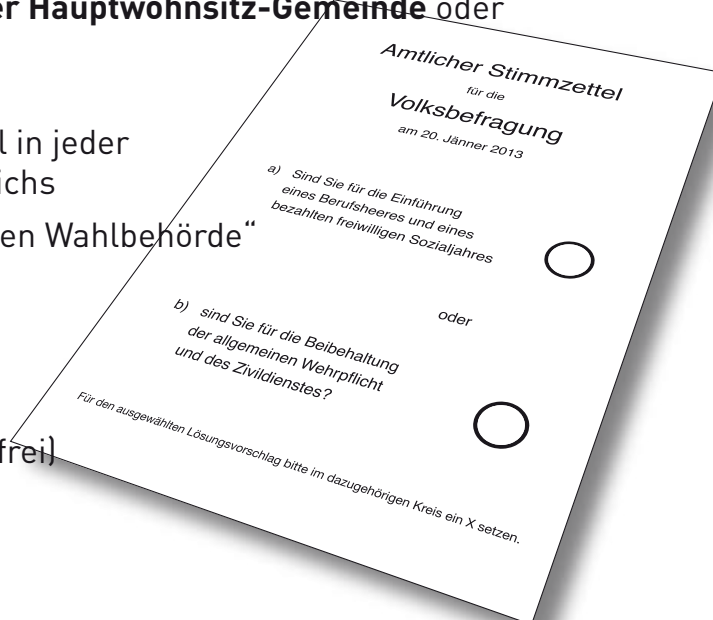 er Hauptwohnsitz-Gemeinde oder
l in jeder
ichs
en Wahlbehörde“
frei)
Amtlicher Stimmzettel
für die
Volksbefragung
am 20. Jänner 2013
a) Sind Sie für die Einführung
eines Berufsheeres und eines
bezahlten freiwilligen Sozialjahres
oder
b) sind Sie für die Beibehaltung
der allgemeinen Wehrpflicht
und des Zivildienstes?
Für den ausgewählten Lösungsvorschlag bitte im dazugehörigen Kreis ein X setzen.